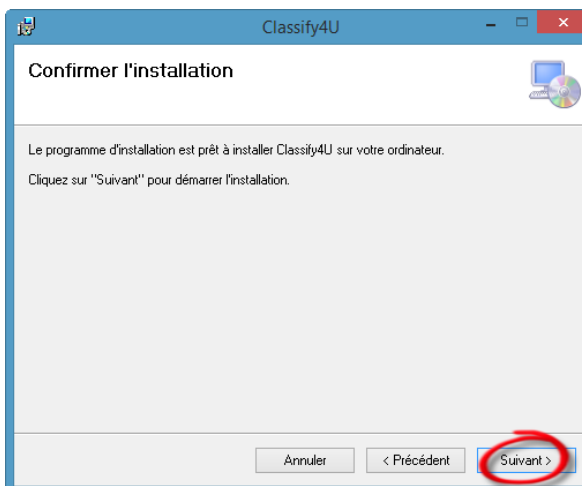 Classify4U
Confirmer l'installation
Le programme d'installation est prêt à installer Classify4U sur votre ordinateur.
Cliquez sur "Suivant" pour démarrer l'installation.
Annuler
< Précédent
Suivant >